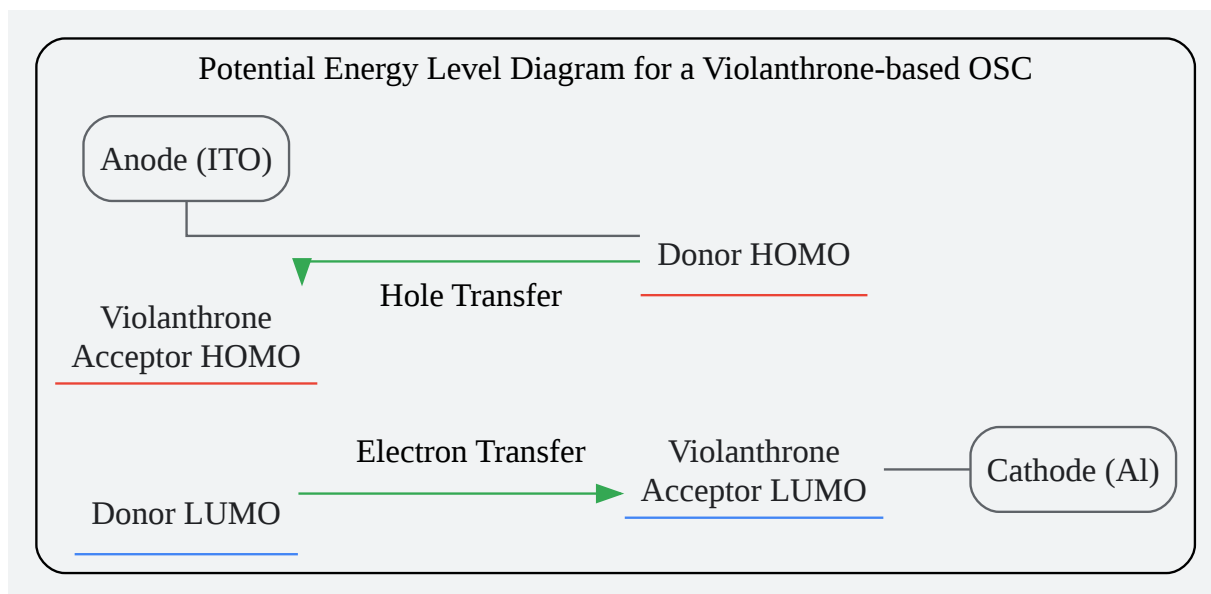 Potential Energy Level Diagram for a Violanthrone-based OSC
Anode (ITO)
Donor HOMO
Hole Transfer
Violanthrone
Acceptor HOMO
Electron Transfer
Violanthrone
Acceptor LUMO
Cathode (Al)
Donor LUMO